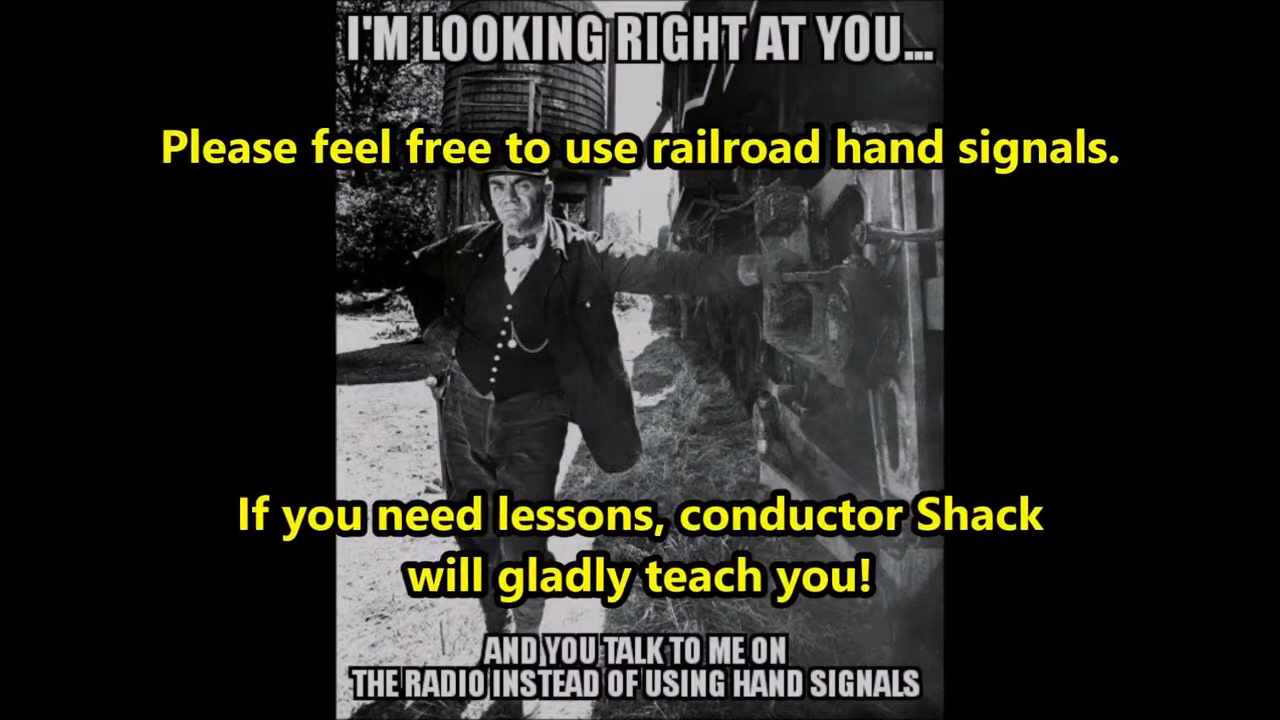 I'M LOOKING RIGHT AT YOU...
Please feel free to use railroad hand signals.
If you need lessons, conductor Shack
will gladly teach you!
AND YOU TALK TO ME ON
THE RADIO INSTEAD OF USING HAND SIGNALS